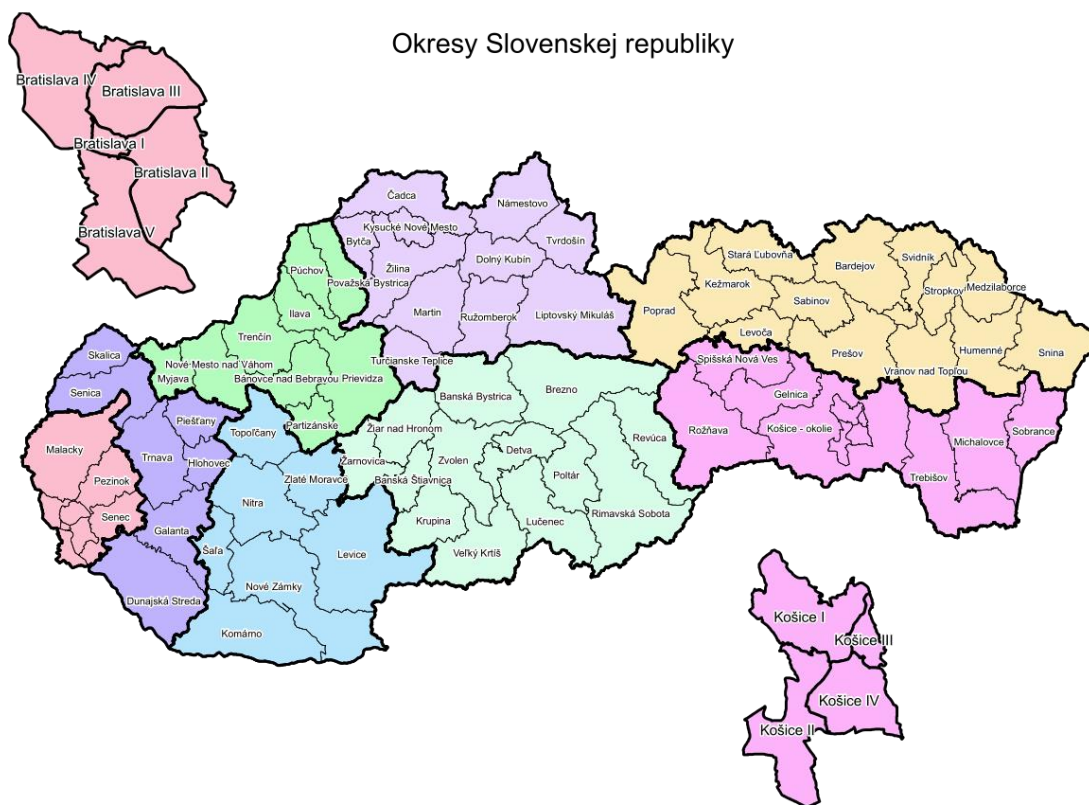 Okresy Slovenskej republiky
Bratislava IV
Bratislava III
Bratislava I
Bratislava II
Bratislava V
Čadca
Námestovo
Kysucké Nové Mesto
Bytča
Tvrdošín
Dolný Kubín
Žilina
Púchov
Považská Bystrica
Ilava
Martin
Ružomberok
Liptovský Mikuláš
Trenčín
Turčianske Teplice
Nové Mesto nad Váhom
Myjava
Bánovce nad Bebravou
Prievidza
Partizánske
Stará Ľubovňa
Bardejov
Svidník
Kežmarok
Stropkov
Medzilaborce
Poprad
Sabinov
Levoča
Prešov
Humenné
Snina
Vranov nad Topľou
Skalica
Senica
Piešťany
Trnava
Hlohovec
Galanta
Dunajská Streda
Malacky
Pezinok
Senec
Topoľčany
Zlaté Moravce
Nitra
Šaľa
Levice
Nové Zámky
Komárno
Brezno
Banská Bystrica
Žiar nad Hronom
Revúca
Žarnovica
Zvolen
Detva
Banská Štiavnica
Poltár
Krupina
Lučenec
Rimavská Sobota
Veľký Krtíš
Spišská Nová Ves
Gelnica
Rožňava
Košice - okolie
Michalovce
Sobrance
Trebišov
Košice I
Košice III
Košice IV
Košice II